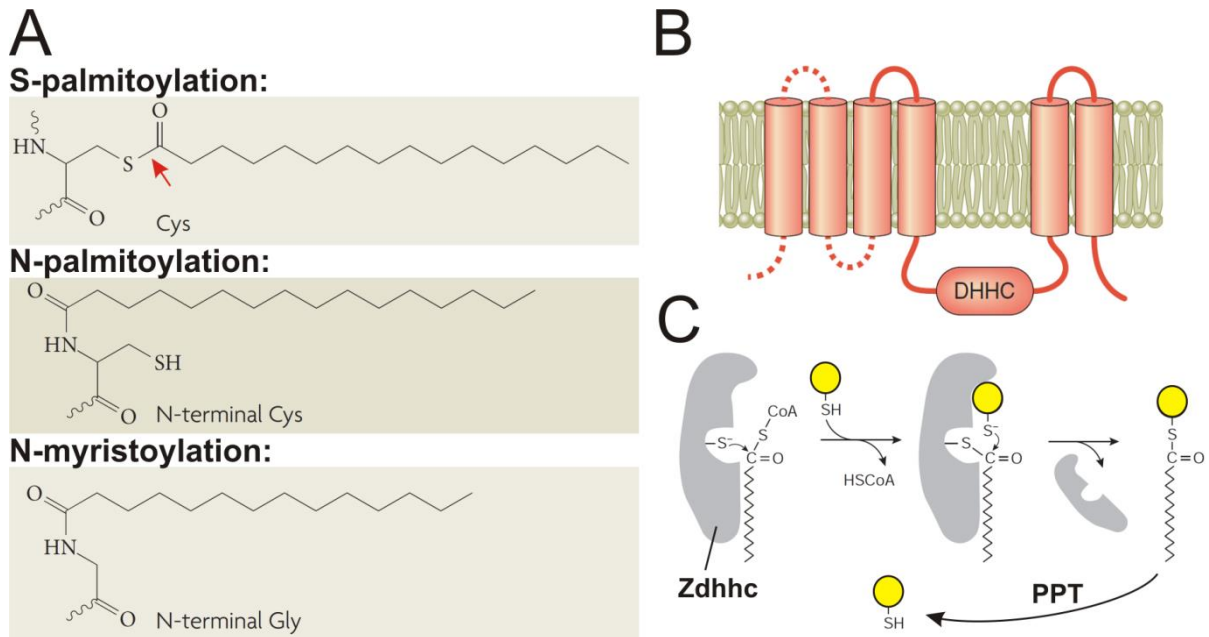 A
S-palmitoylation:
O
HN
S
O
Cys
N-palmitoylation:
O
HN
SH
O
N-terminal Cys
N-myristoylation:
O
HN
O
N-terminal Gly
B
DHHC
C
CoA
S
S⁻
C=O
Zdhhc
SH
HSCoA
S⁻
S
C=O
S
C=O
PPT
SH